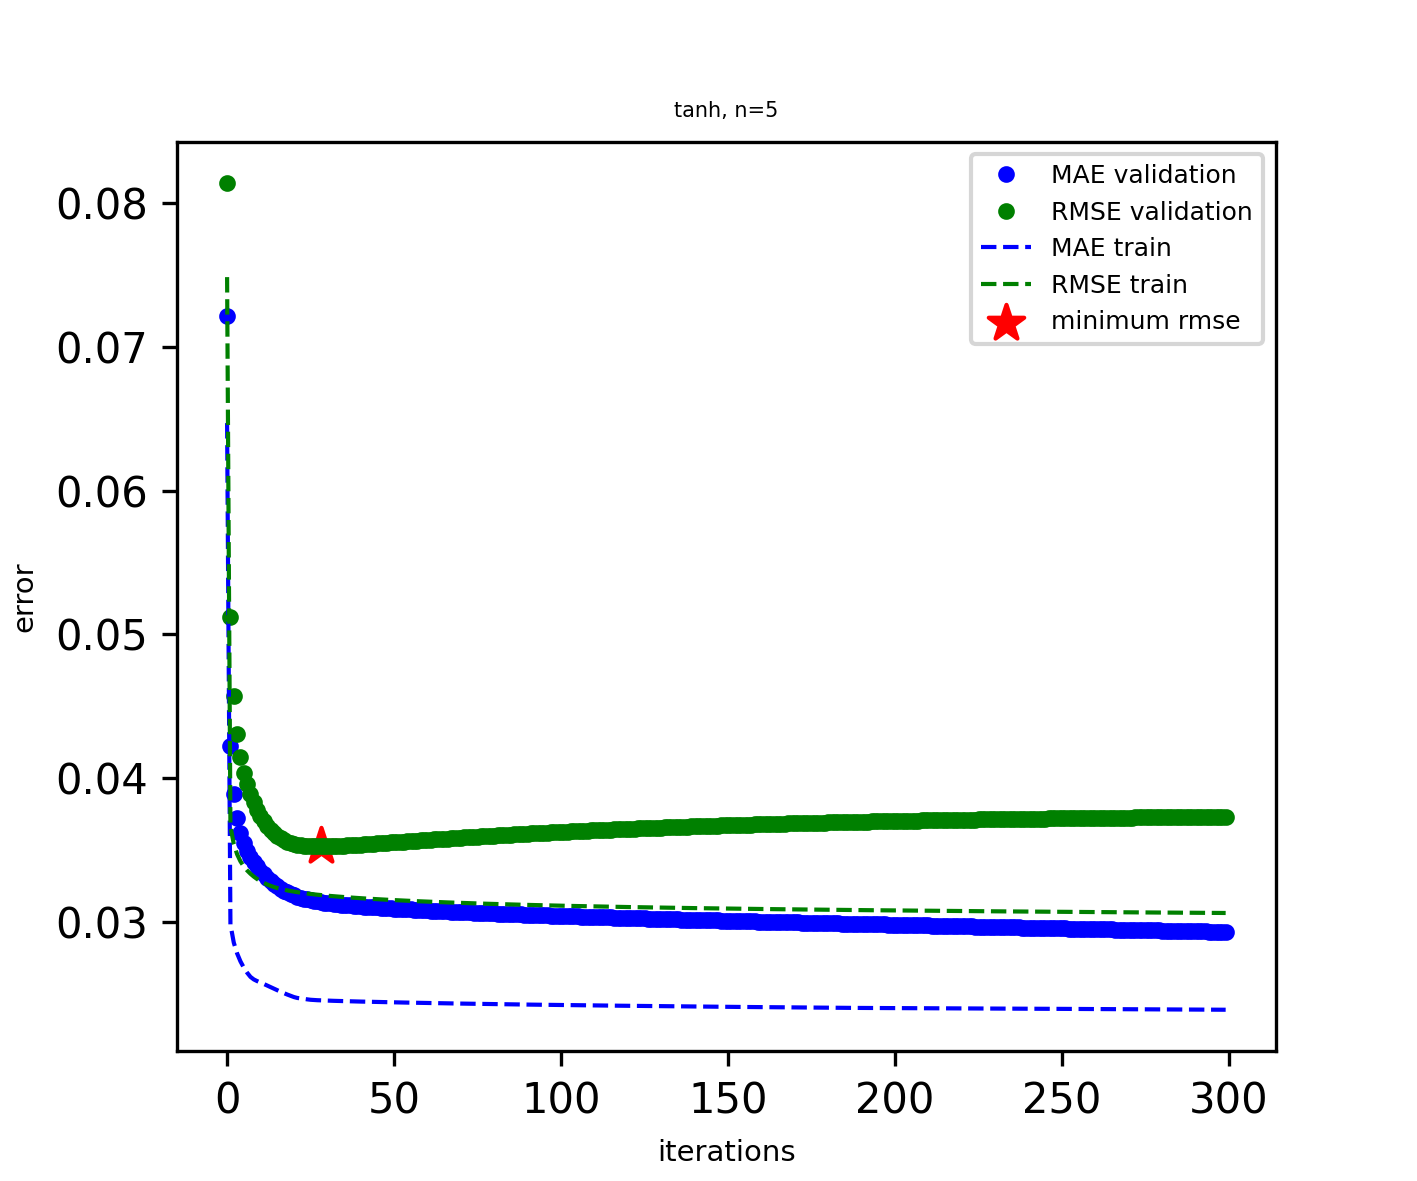 tanh, n=5
MAE validation
RMSE validation
MAE train
RMSE train
minimum rmse
error
0.08
0.07
0.06
0.05
0.04
0.03
0 50 100 150 200 250 300
iterations